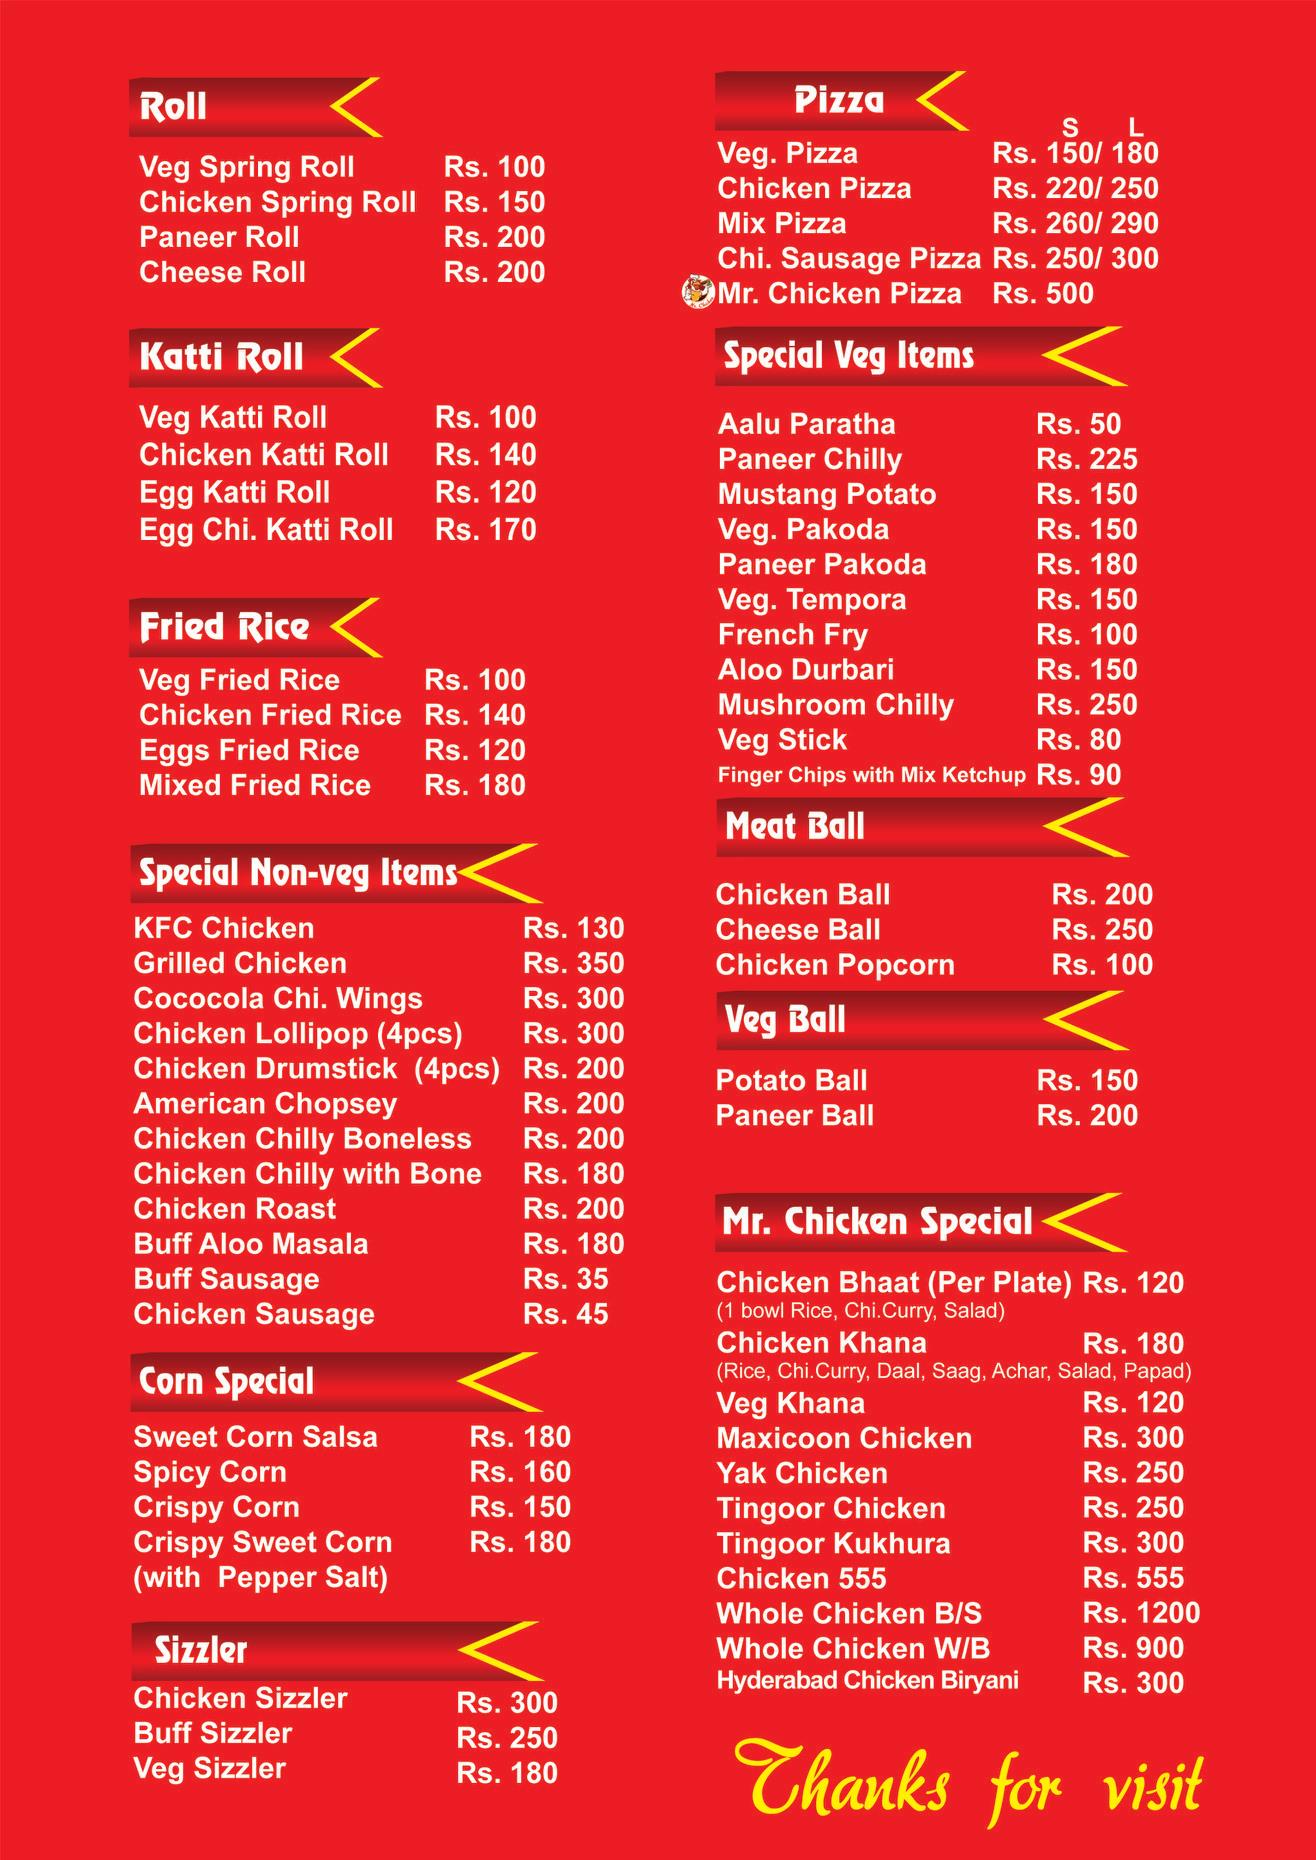 Roll
Veg Spring Roll Rs. 100
Chicken Spring Roll Rs. 150
Paneer Roll Rs. 200
Cheese Roll Rs. 200
Katti Roll
Veg Katti Roll Rs. 100
Chicken Katti Roll Rs. 140
Egg Katti Roll Rs. 120
Egg Chi. Katti Roll Rs. 170
Fried Rice
Veg Fried Rice Rs. 100
Chicken Fried Rice Rs. 140
Eggs Fried Rice Rs. 120
Mixed Fried Rice Rs. 180
Special Non-veg Items
KFC Chicken Rs. 130
Grilled Chicken Rs. 350
Cococola Chi. Wings Rs. 300
Chicken Lollipop (4pcs) Rs. 300
Chicken Drumstick (4pcs) Rs. 200
American Chopsey Rs. 200
Chicken Chilly Boneless Rs. 200
Chicken Chilly with Bone Rs. 180
Chicken Roast Rs. 200
Buff Aloo Masala Rs. 180
Buff Sausage Rs. 35
Chicken Sausage Rs. 45
Corn Special
Sweet Corn Salsa Rs. 180
Spicy Corn Rs. 160
Crispy Corn Rs. 150
Crispy Sweet Corn Rs. 180
(with Pepper Salt)
Sizzler
Chicken Sizzler Rs. 300
Buff Sizzler Rs. 250
Veg Sizzler Rs. 180
Pizza
S L
Veg. Pizza Rs. 150/ 180
Chicken Pizza Rs. 220/ 250
Mix Pizza Rs. 260/ 290
Chi. Sausage Pizza Rs. 250/ 300
Mr. Chicken Pizza Rs. 500
Special Veg Items
Aalu Paratha Rs. 50
Paneer Chilly Rs. 225
Mustang Potato Rs. 150
Veg. Pakoda Rs. 150
Paneer Pakoda Rs. 180
Veg. Tempora Rs. 150
French Fry Rs. 100
Aloo Durbari Rs. 150
Mushroom Chilly Rs. 250
Veg Stick Rs. 80
Finger Chips with Mix Ketchup Rs. 90
Meat Ball
Chicken Ball Rs. 200
Cheese Ball Rs. 250
Chicken Popcorn Rs. 100
Veg Ball
Potato Ball Rs. 150
Paneer Ball Rs. 200
Mr. Chicken Special
Chicken Bhaat (Per Plate) Rs. 120
(1 bowl Rice, Chi.Curry, Salad)
Chicken Khana Rs. 180
(Rice, Chi.Curry, Daal, Saag, Achar, Salad, Papad)
Veg Khana Rs. 120
Maxicoon Chicken Rs. 300
Yak Chicken Rs. 250
Tingoor Chicken Rs. 250
Tingoor Kukhura Rs. 300
Chicken 555 Rs. 555
Whole Chicken B/S Rs. 1200
Whole Chicken W/B Rs. 900
Hyderabad Chicken Biryani Rs. 300
Thanks for visit